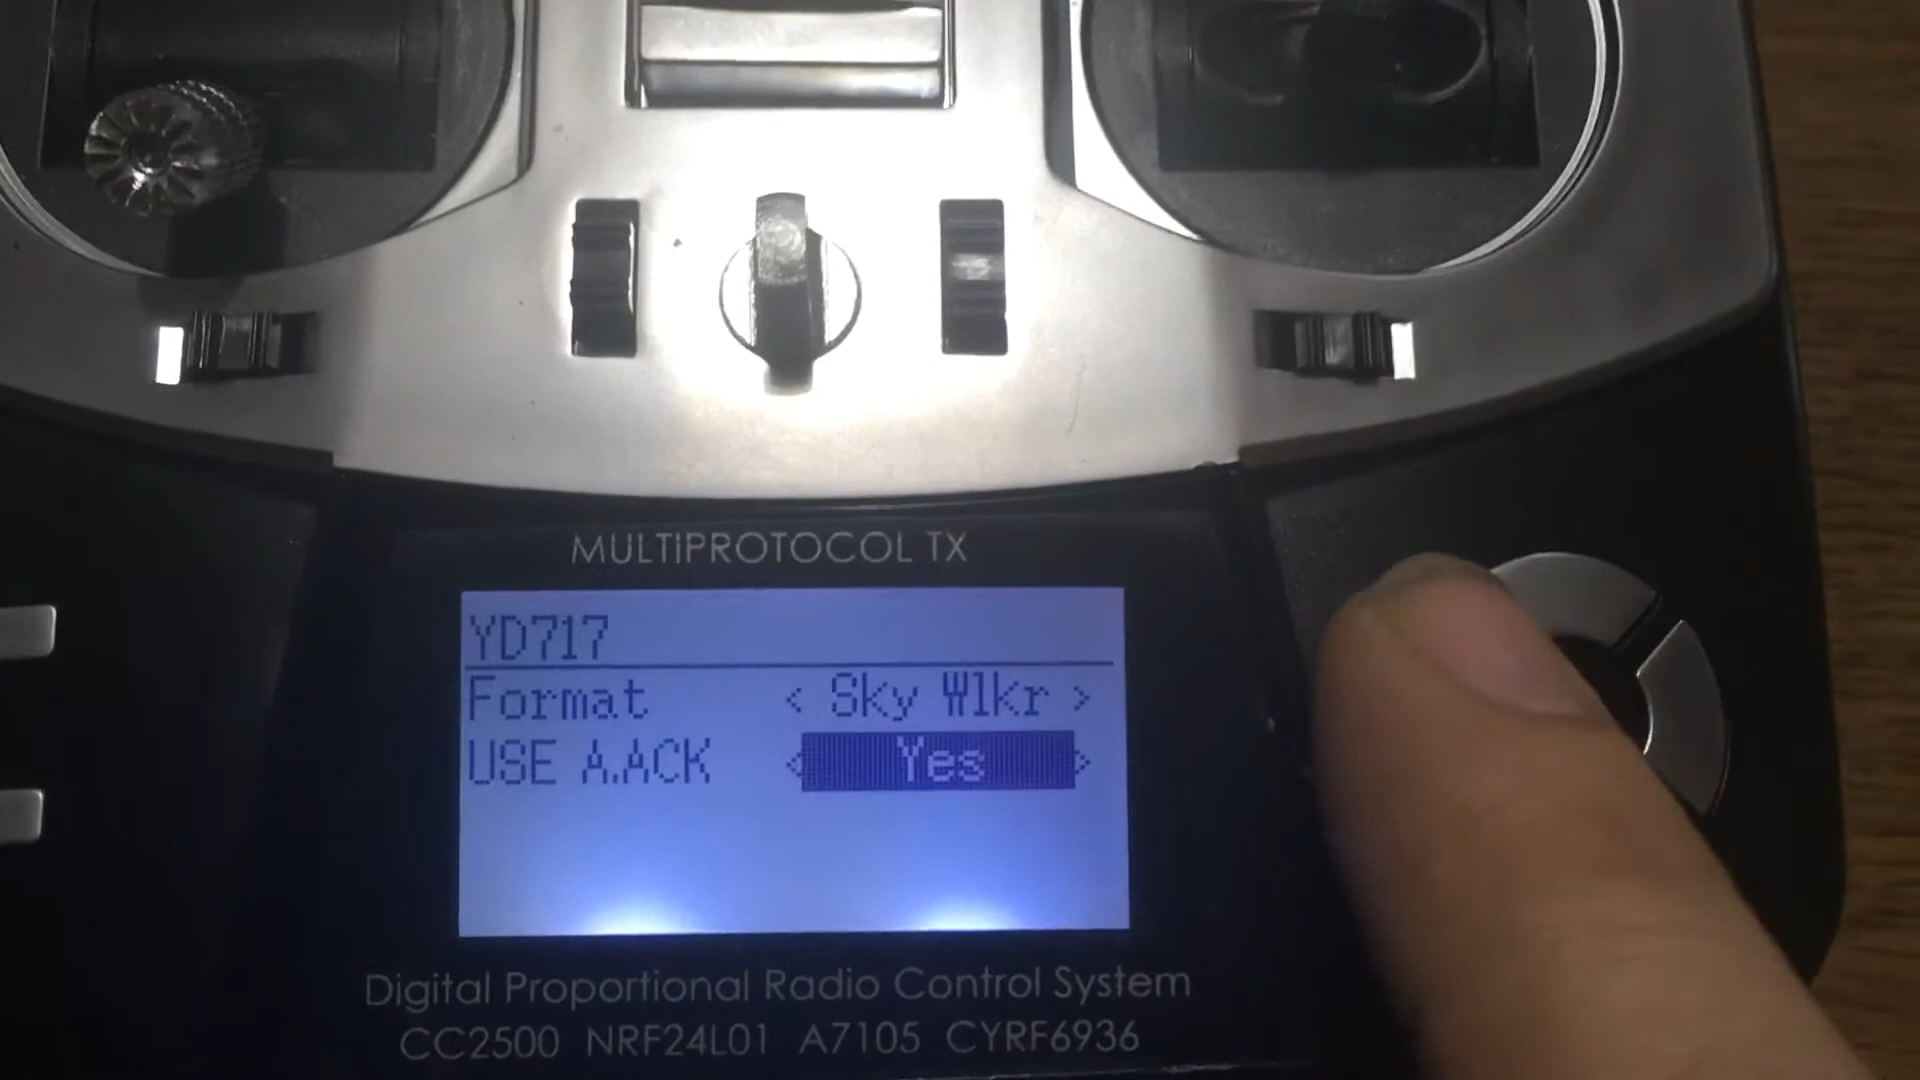 MULTIPROTOCOL TX
YD717
Format < Sky Wlkr >
USE A.ACK < Yes >
Digital Proportional Radio Control System
CC2500 NRF24L01 A7105 CYRF6936